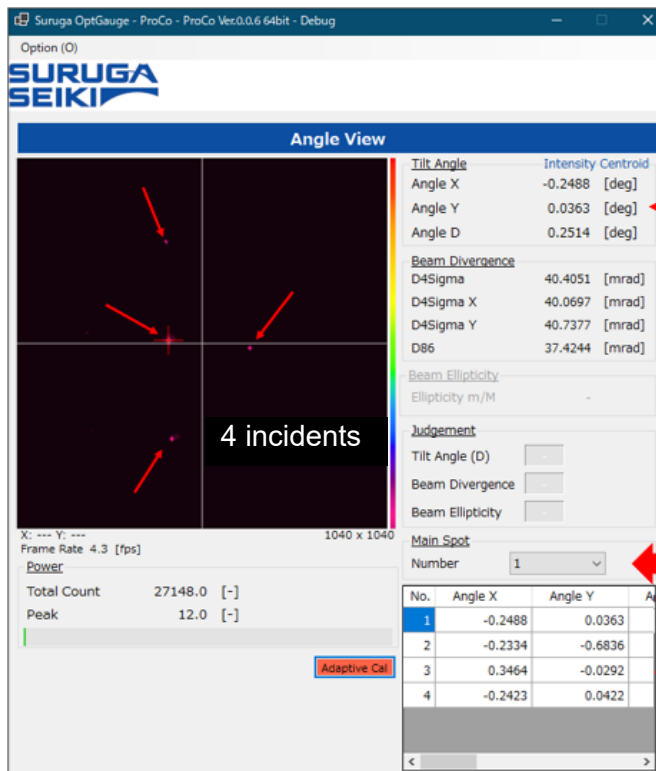 Suruga OptGauge - ProCo - ProCo Ver.0.0.6 64bit - Debug
Option (O)
SURUGA
SEIKI
Angle View
Tilt Angle Intensity Centroid
Angle X -0.2488 [deg]
Angle Y 0.0363 [deg]
Angle D 0.2514 [deg]
Beam Divergence
D4Sigma 40.4051 [mrad]
D4Sigma X 40.0697 [mrad]
D4Sigma Y 40.7377 [mrad]
D86 37.4244 [mrad]
Beam Ellipticity
Ellipticity m/M -
4 incidents
Judgement
Tilt Angle (D) -
Beam Divergence -
Beam Ellipticity -
X: --- Y: --- 1040 x 1040
Frame Rate 4.3 [fps]
Main Spot
Number 1
Power
Total Count 27148.0 [-]
Peak 12.0 [-]
Adaptive Cal
No. Angle X Angle Y
1 -0.2488 0.0363
2 -0.2334 -0.6836
3 0.3464 -0.0292
4 -0.2423 0.0422